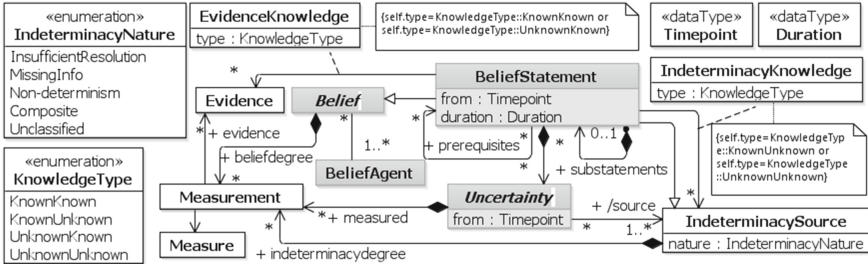 «enumeration»
IndeterminacyNature
InsufficientResolution
MissingInfo
Non-determinism
Composite
Unclassified
EvidenceKnowledge
type : KnowledgeType
{self.type=KnowledgeType::KnownKnown or
self.type=KnowledgeType::UnknownKnown}
«dataType»
Timepoint
«dataType»
Duration
IndeterminacyKnowledge
type : KnowledgeType
{self.type=KnowledgeTyp
e::KnownUnknown or
self.type=KnowledgeType
::UnknownUnknown}
BeliefStatement
from : Timepoint
duration : Duration
*
Evidence
Belief
*
+ evidence
*
+ beliefdegree
*
1..*
BeliefAgent
*
+ prerequisites
*
*
*
+ substatements
0..1
*
«enumeration»
KnowledgeType
KnownKnown
KnownUnknown
UnknownKnown
UnknownUnknown
Measurement
Measure
*
+ measured
*
+ indeterminacydegree
Uncertainty
from : Timepoint
+ /source
*
1..*
*
IndeterminacySource
nature : IndeterminacyNature